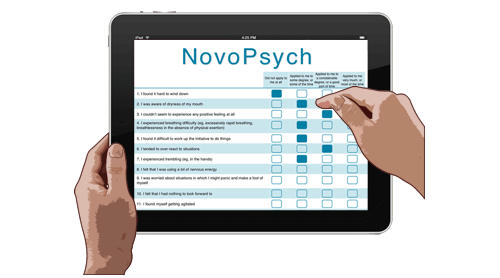 iPad
4:25 PM
NovoPsych
Did not apply to
me at all
Applied to me to
some degree, or
some of the time
Applied to me to
a considerable
degree, or a good
part of time
Applied to me
very much, or
most of the time
1. I found it hard to wind down
2. I was aware of dryness of my mouth
3. I couldn't seem to experience any positive feeling at all
4. I experienced breathing difficulty (eg, excessively rapid breathing,
breathlessness in the absence of physical exertion)
5. I found it difficult to work up the initiative to do things
6. I tended to over-react to situations
7. I experienced trembling (eg, in the hands)
8. I felt that I was using a lot of nervous energy
9. I was worried about situations in which I might panic and make a fool of
myself
10. I felt that I had nothing to look forward to
11. I found myself getting agitated